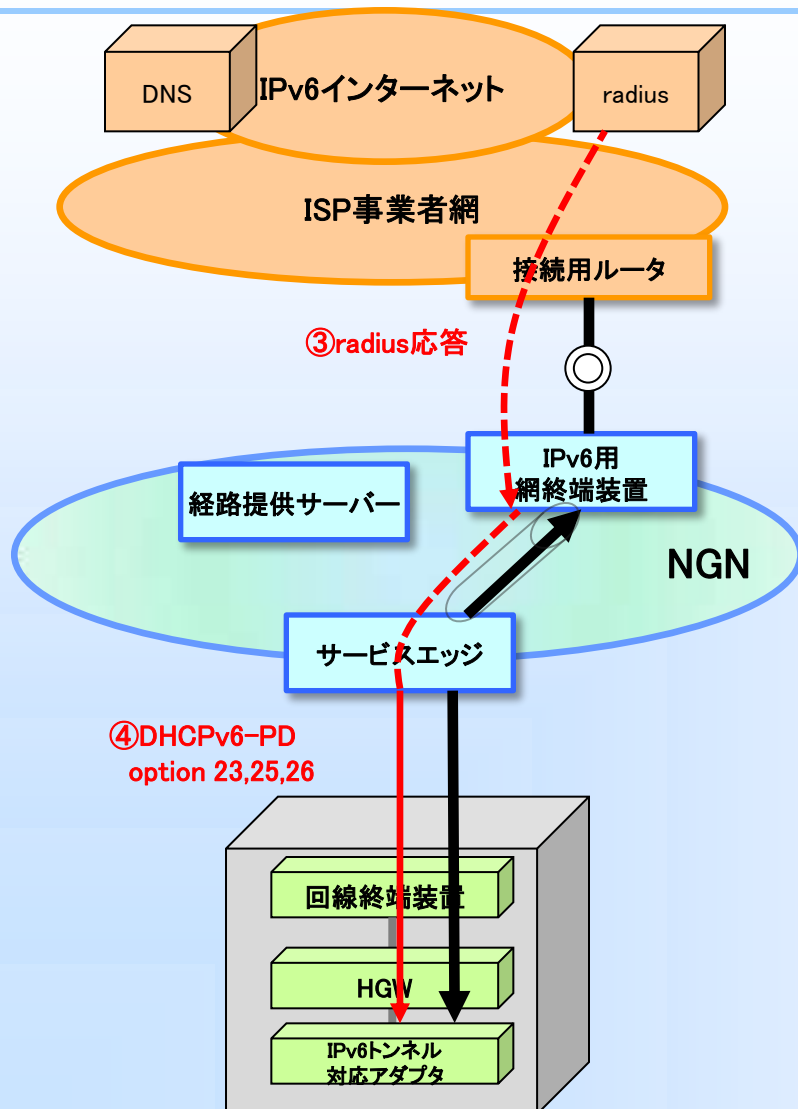 DNS
IPv6インターネット
radius
ISP事業者網
接続用ルータ
③radius応答
IPv6用
網終端装置
経路提供サーバー
NGN
サービスエッジ
④DHCPv6-PD
option 23,25,26
回線終端装置
HGW
IPv6トンネル
対応アダプタ